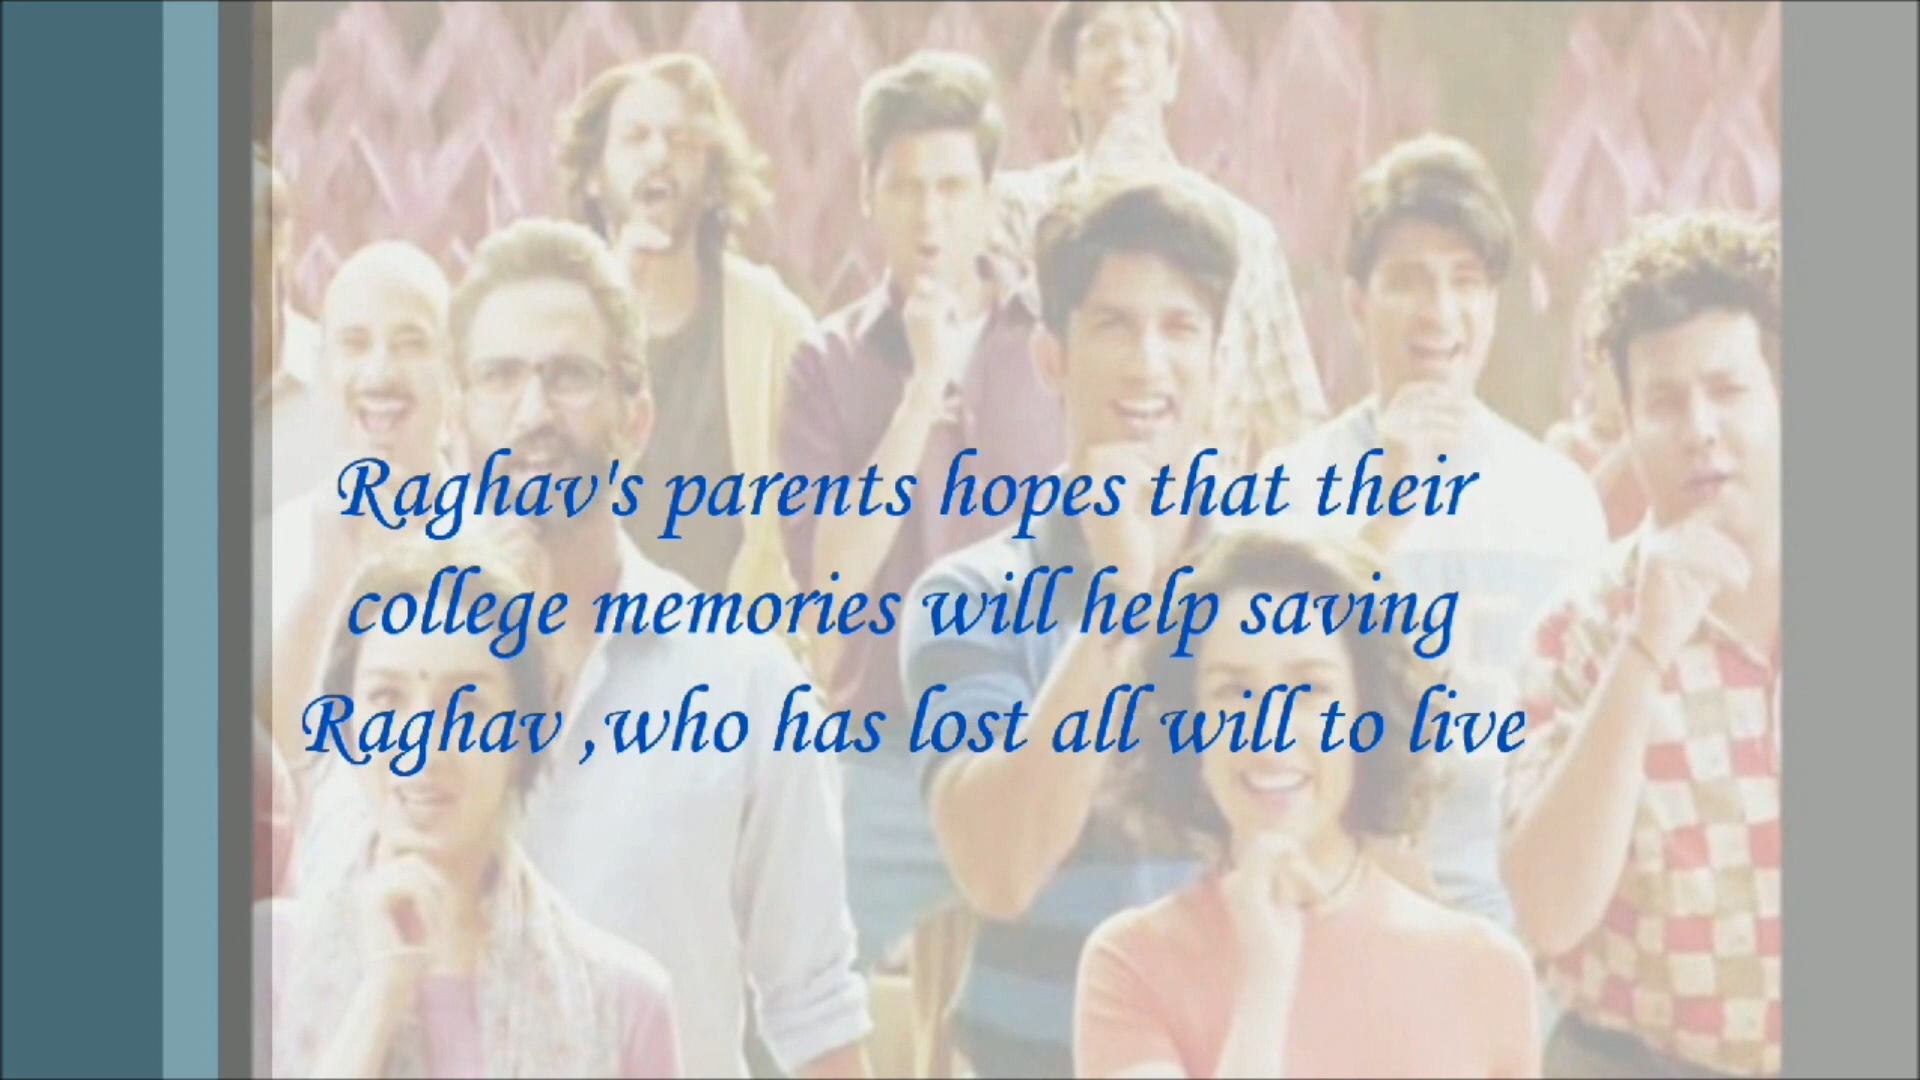 Raghav's parents hopes that their
college memories will help saving
Raghav ,who has lost all will to live